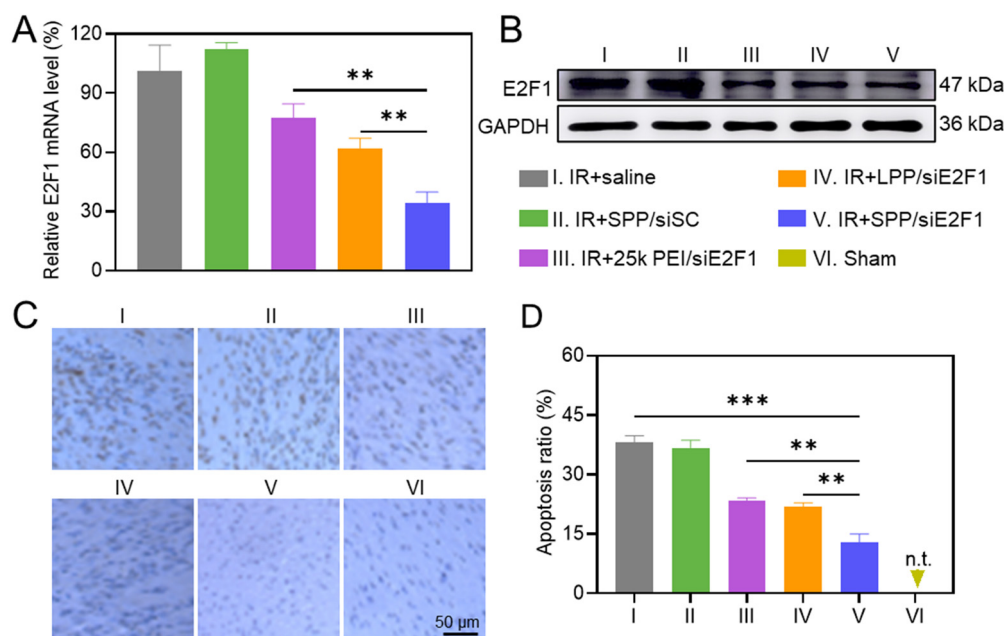 A
Relative E2F1 mRNA level (%)
120
90
60
30
0
**
**
B
I II III IV V
E2F1 47 kDa
GAPDH 36 kDa
I. IR+saline
II. IR+SPP/siSC
III. IR+25k PEI/siE2F1
IV. IR+LPP/siE2F1
V. IR+SPP/siE2F1
VI. Sham
C
I II III
IV V VI
50 μm
D
Apoptosis ratio (%)
60
45
30
15
0
***
**
**
n.t.
I II III IV V VI